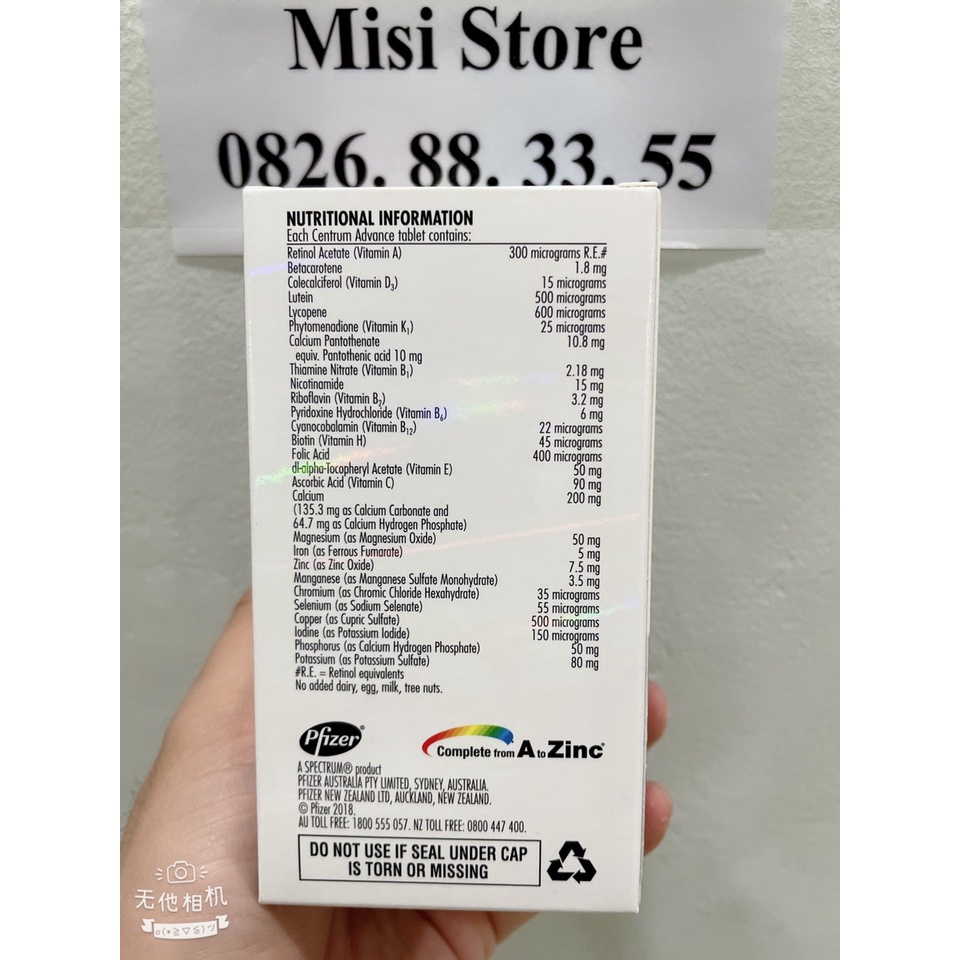 Misi Store
0826. 88. 33. 55
NUTRITIONAL INFORMATION
Each Centrum Advance tablet contains:
Retinol Acetate (Vitamin A) 300 micrograms R.E.#
Betacarotene 1.8 mg
Colecalciferol (Vitamin D₃) 15 micrograms
Lutein 500 micrograms
Lycopene 600 micrograms
Phytomenadione (Vitamin K₁) 25 micrograms
Calcium Pantothenate 10.8 mg
equiv. Pantothenic acid 10 mg
Thiamine Nitrate (Vitamin B₁) 2.18 mg
Nicotinamide 15 mg
Riboflavin (Vitamin B₂) 3.2 mg
Pyridoxine Hydrochloride (Vitamin B₆) 6 mg
Cyanocobalamin (Vitamin B₁₂) 22 micrograms
Biotin (Vitamin H) 45 micrograms
Folic Acid 400 micrograms
dl-alpha-Tocopheryl Acetate (Vitamin E) 50 mg
Ascorbic Acid (Vitamin C) 90 mg
Calcium 200 mg
(135.3 mg as Calcium Carbonate and
64.7 mg as Calcium Hydrogen Phosphate)
Magnesium (as Magnesium Oxide) 50 mg
Iron (as Ferrous Fumarate) 5 mg
Zinc (as Zinc Oxide) 7.5 mg
Manganese (as Manganese Sulfate Monohydrate) 3.5 mg
Chromium (as Chromic Chloride Hexahydrate) 35 micrograms
Selenium (as Sodium Selenate) 55 micrograms
Copper (as Cupric Sulfate) 500 micrograms
Iodine (as Potassium Iodide) 150 micrograms
Phosphorus (as Calcium Hydrogen Phosphate) 50 mg
Potassium (as Potassium Sulfate) 80 mg
#R.E. = Retinol equivalents
No added dairy, egg, milk, tree nuts.
Pfizer®
Complete from A to Zinc®
A SPECTRUM® product
PFIZER AUSTRALIA PTY LIMITED, SYDNEY, AUSTRALIA.
PFIZER NEW ZEALAND LTD, AUCKLAND, NEW ZEALAND.
© Pfizer 2018.
AU TOLL FREE: 1800 555 057. NZ TOLL FREE: 0800 447 400.
DO NOT USE IF SEAL UNDER CAP
IS TORN OR MISSING
无他相机
o(*≧▽≦)ツ